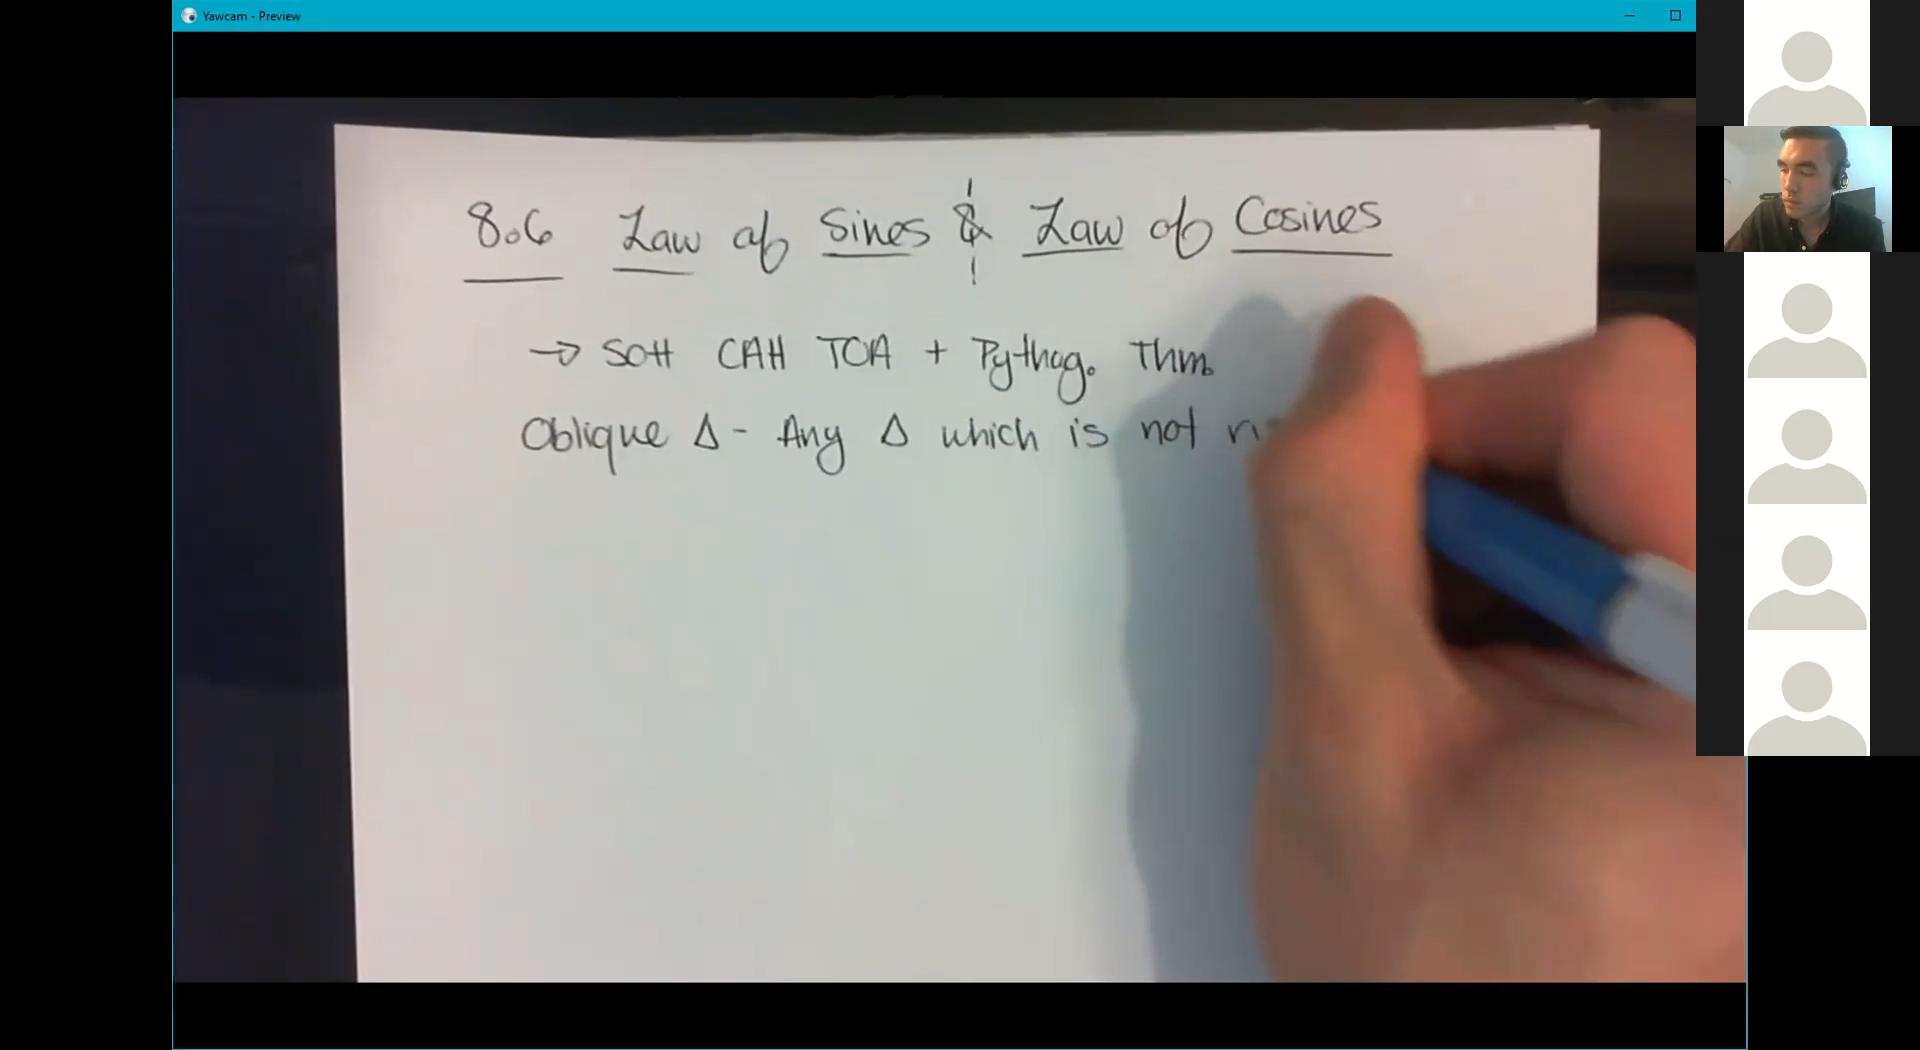 Yawcam - Preview
8.6 Law of Sines & Law of Cosines
→ SOH CAH TOA + Pythag. Thm.
Oblique Δ - Any Δ which is not